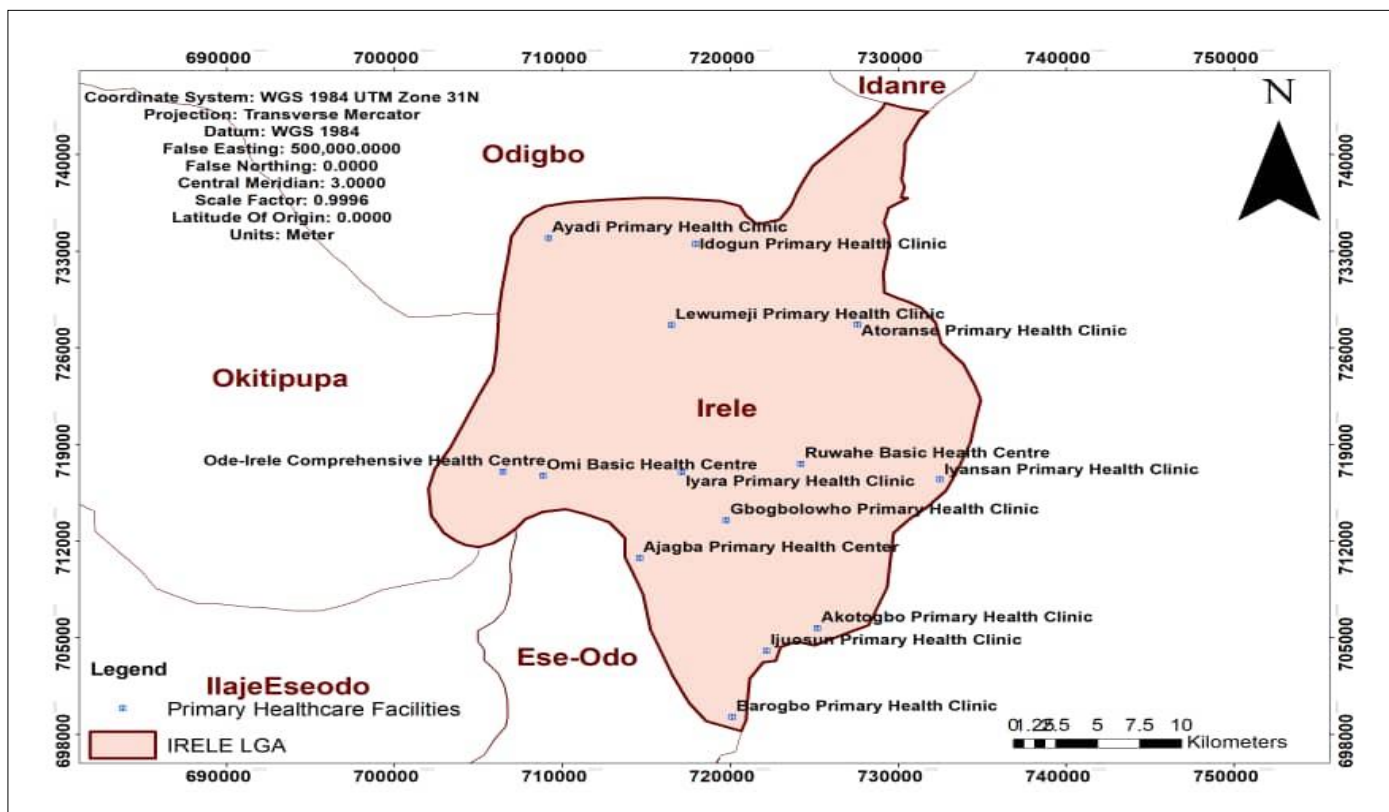 690000 700000 710000 720000 730000 740000 750000
Idanre
N
Coordinate System: WGS 1984 UTM Zone 31N
Projection: Transverse Mercator
Datum: WGS 1984
False Easting: 500,000.0000
False Northing: 0.0000
Central Meridian: 3.0000
Scale Factor: 0.9996
Latitude Of Origin: 0.0000
Units: Meter
Odigbo
740000 740000
Ayadi Primary Health Clinic
Idogun Primary Health Clinic
733000 733000
Lewumeji Primary Health Clinic
Atoranse Primary Health Clinic
726000 726000
Okitipupa
Irele
719000 719000
Ruwahe Basic Health Centre
Ode-Irele Comprehensive Health Centre
Omi Basic Health Centre
Iyansan Primary Health Clinic
Iyara Primary Health Clinic
Gbogbolowho Primary Health Clinic
712000 712000
Ajagba Primary Health Center
Akotogbo Primary Health Clinic
705000 705000
Ijuosun Primary Health Clinic
Ese-Odo
Legend
IlajeEseodo
Primary Healthcare Facilities
Barogbo Primary Health Clinic
IRELE LGA
698000 698000
0 1.25 2.5 5 7.5 10
Kilometers
690000 700000 710000 720000 730000 740000 750000